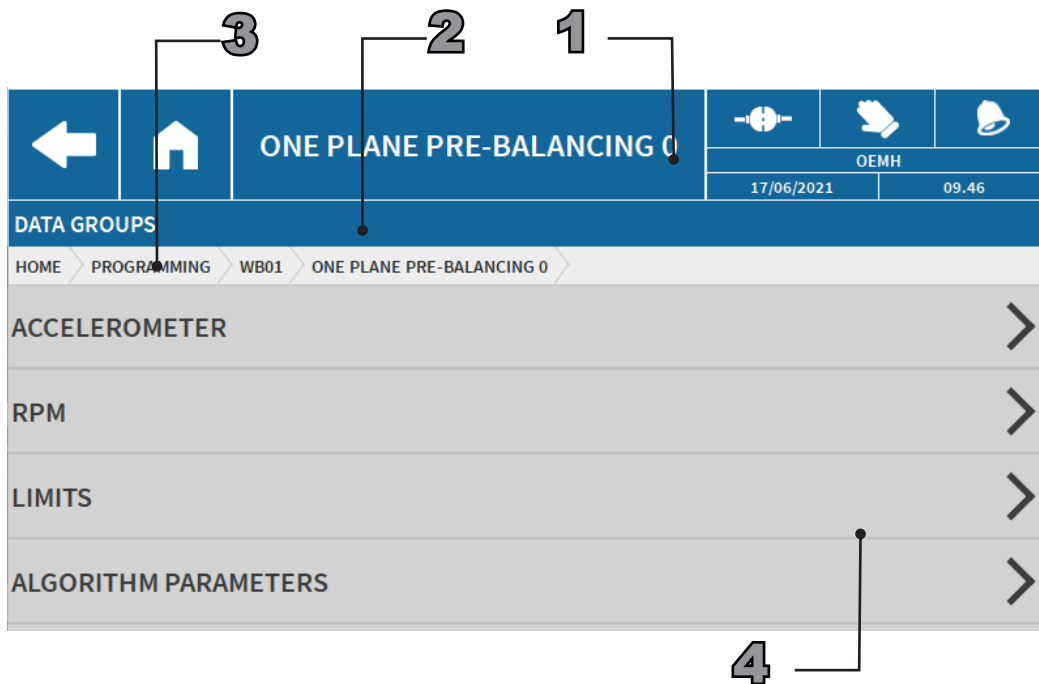 3 2 1
ONE PLANE PRE-BALANCING 0
OEMH
17/06/2021 09.46
DATA GROUPS
HOME PROGRAMMING WB01 ONE PLANE PRE-BALANCING 0
ACCELEROMETER
RPM
LIMITS
ALGORITHM PARAMETERS
4